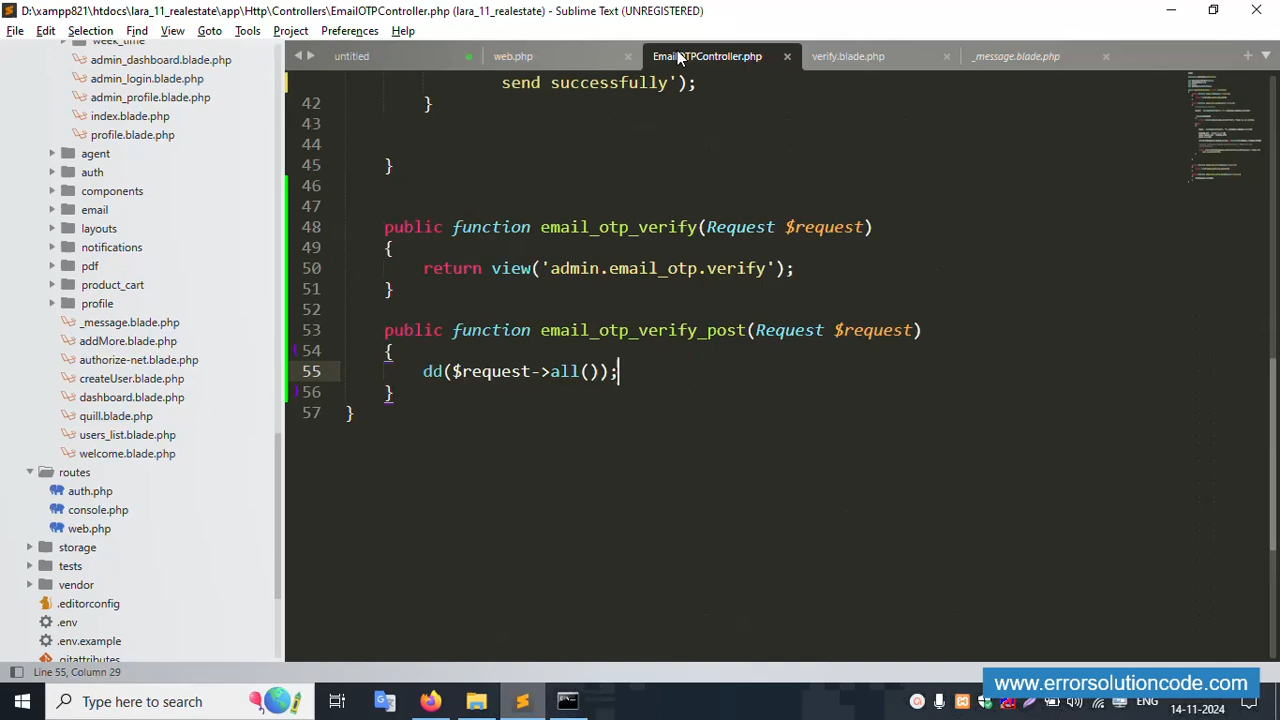 D:\xampp821\htdocs\lara_11_realestate\app\Http\Controllers\EmailOTPController.php (lara_11_realestate) - Sublime Text (UNREGISTERED)
File Edit Selection Find View Goto Tools Project Preferences Help
week_time
admin_dashboard.blade.php
admin_login.blade.php
admin_profile.blade.php
index.blade.php
profile.blade.php
agent
auth
components
email
layouts
notifications
pdf
product_cart
profile
_message.blade.php
addMore.blade.php
authorize-net.blade.php
createUser.blade.php
quill.blade.php
users_list.blade.php
welcome.blade.php
routes
auth.php
console.php
web.php
storage
tests
vendor
.editorconfig
.env
.env.example
.gitattributes
untitled web.php EmailOTPController.php verify.blade.php _message.blade.php
send successfully');
42 }
43
44
45 }
46
47
48 public function email_otp_verify(Request $request)
49 {
50 return view('admin.email_otp.verify');
51 }
52
53 public function email_otp_verify_post(Request $request)
54 {
55 dd($request->all());
56 }
57 }
Line 55, Column 29
www.errorsolutioncode.com
Type here to search
ENG
14-11-2024